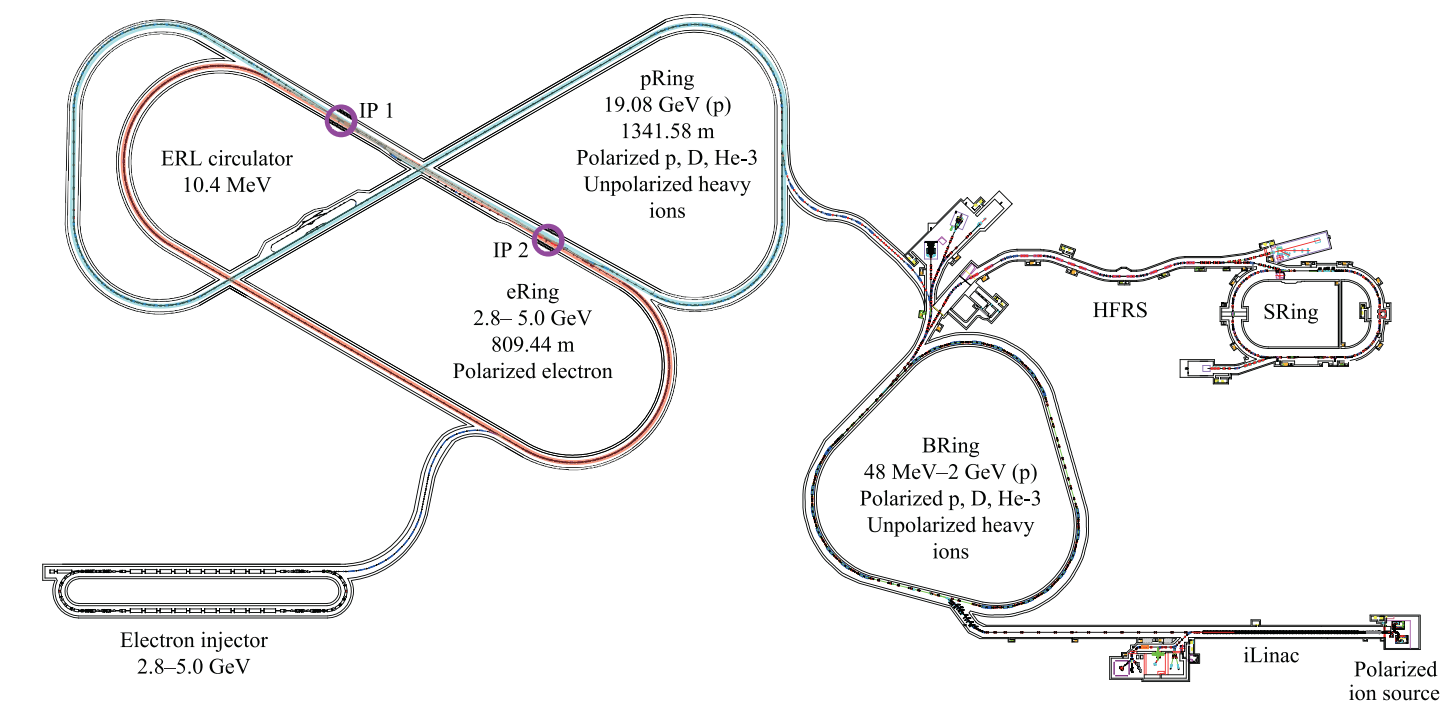 IP 1
pRing
19.08 GeV (p)
1341.58 m
Polarized p, D, He-3
Unpolarized heavy
ions
ERL circulator
10.4 MeV
IP 2
eRing
2.8– 5.0 GeV
809.44 m
Polarized electron
HFRS
SRing
BRing
48 MeV–2 GeV (p)
Polarized p, D, He-3
Unpolarized heavy
ions
Electron injector
2.8–5.0 GeV
iLinac
Polarized
ion source